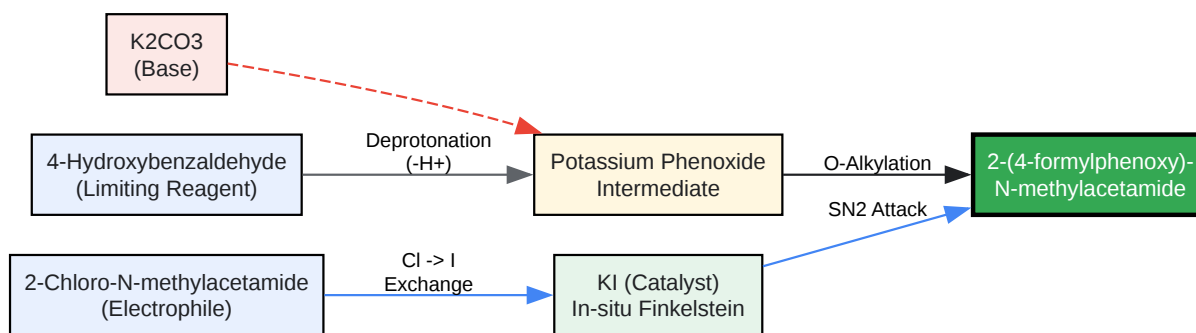 K2CO3
(Base)
4-Hydroxybenzaldehyde
(Limiting Reagent)
Deprotonation
(-H+)
Potassium Phenoxide
Intermediate
O-Alkylation
2-(4-formylphenoxy)-
N-methylacetamide
SN2 Attack
2-Chloro-N-methylacetamide
(Electrophile)
Cl -> I
Exchange
KI (Catalyst)
In-situ Finkelstein